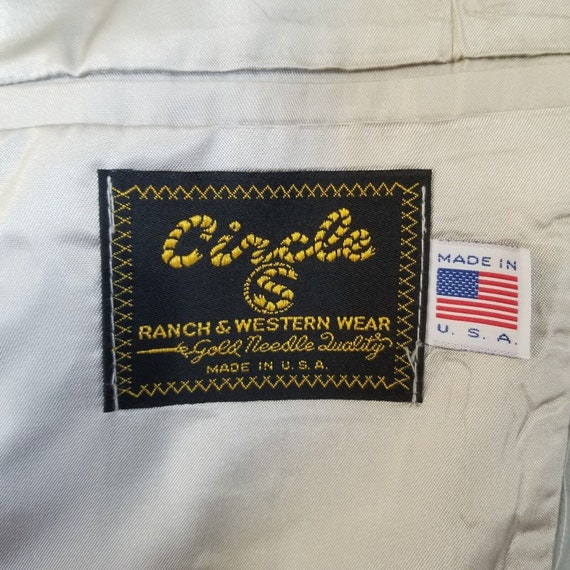 Circle
S
RANCH & WESTERN WEAR
Gold Needle Quality
MADE IN U.S.A.
MADE IN
U. S. A.